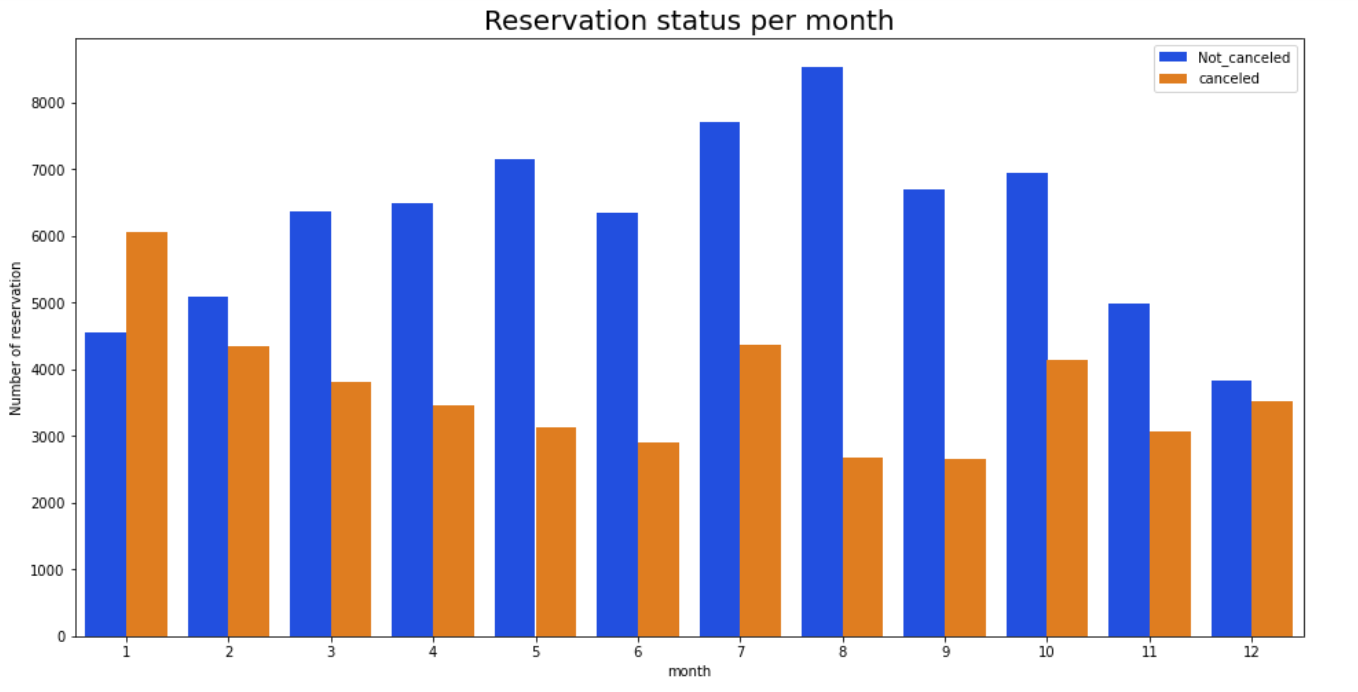 Reservation status per month
Not_canceled
canceled
Number of reservation
8000
7000
6000
5000
4000
3000
2000
1000
0
1 2 3 4 5 6 7 8 9 10 11 12
month